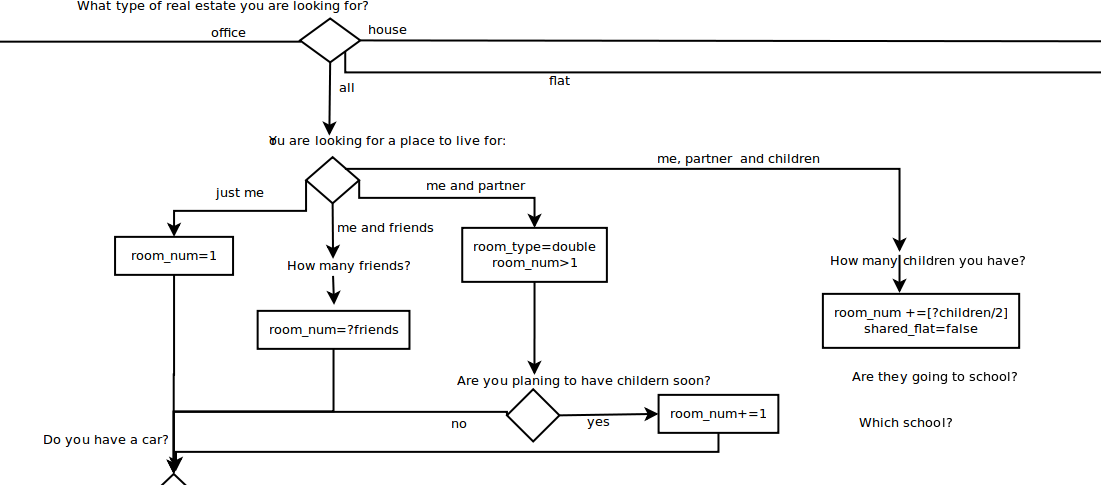 What type of real estate you are looking for?
office
house
all
flat
You are looking for a place to live for:
me, partner  and children
just me
me and partner
me and friends
room_num=1
room_type=double
room_num>1
How many friends?
How many children you have?
room_num=?friends
room_num +=[?children/2]
shared_flat=false
Are you planing to have childern soon?
Are they going to school?
no
yes
room_num+=1
Which school?
Do you have a car?